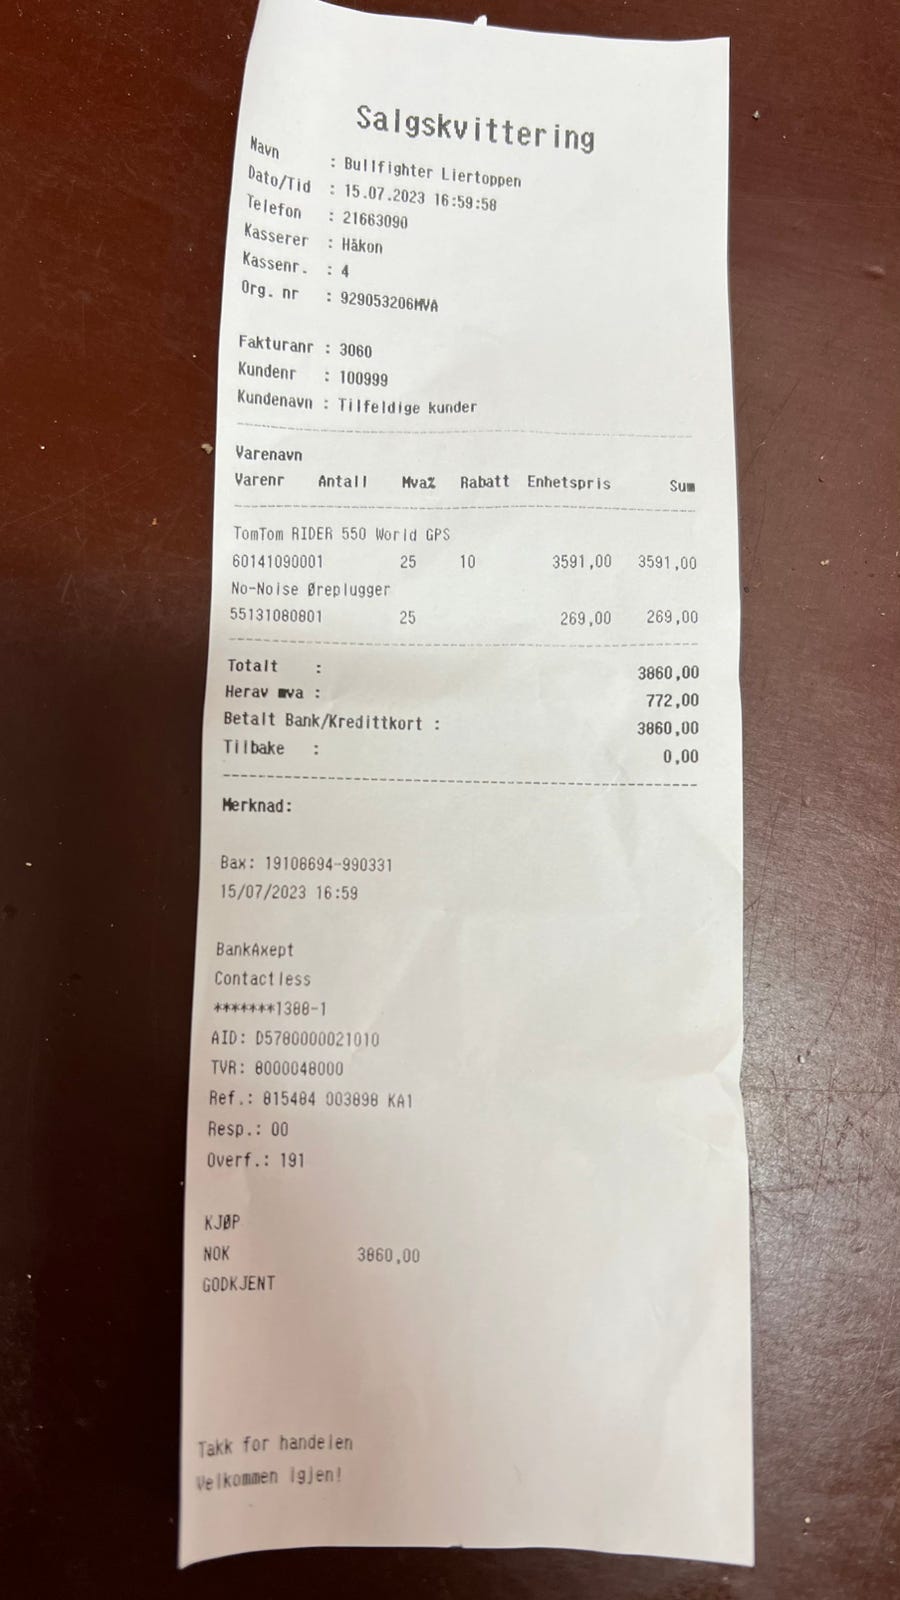 Salgskvittering
Navn : Bullfighter Liertoppen
Dato/Tid : 15.07.2023 16:59:58
Telefon : 21663090
Kasserer : Håkon
Kassenr. : 4
Org. nr : 929053206MVA
Fakturanr : 3060
Kundenr : 100999
Kundenavn : Tilfeldige kunder
Varenavn
Varenr Antall Mva% Rabatt Enhetspris Sum
TomTom RIDER 550 World GPS
60141090001 25 10 3591,00 3591,00
No-Noise Øreplugger
55131080801 25 269,00 269,00
Totalt : 3860,00
Herav mva : 772,00
Betalt Bank/Kredittkort : 3860,00
Tilbake : 0,00
Merknad:
Bax: 19108694-990331
15/07/2023 16:59
BankAxept
Contactless
*******1388-1
AID: D5780000021010
TVR: 8000048000
Ref.: 815484 003898 KA1
Resp.: 00
Overf.: 191
KJØP
NOK 3860,00
GODKJENT
Takk for handelen
Velkommen igjen!